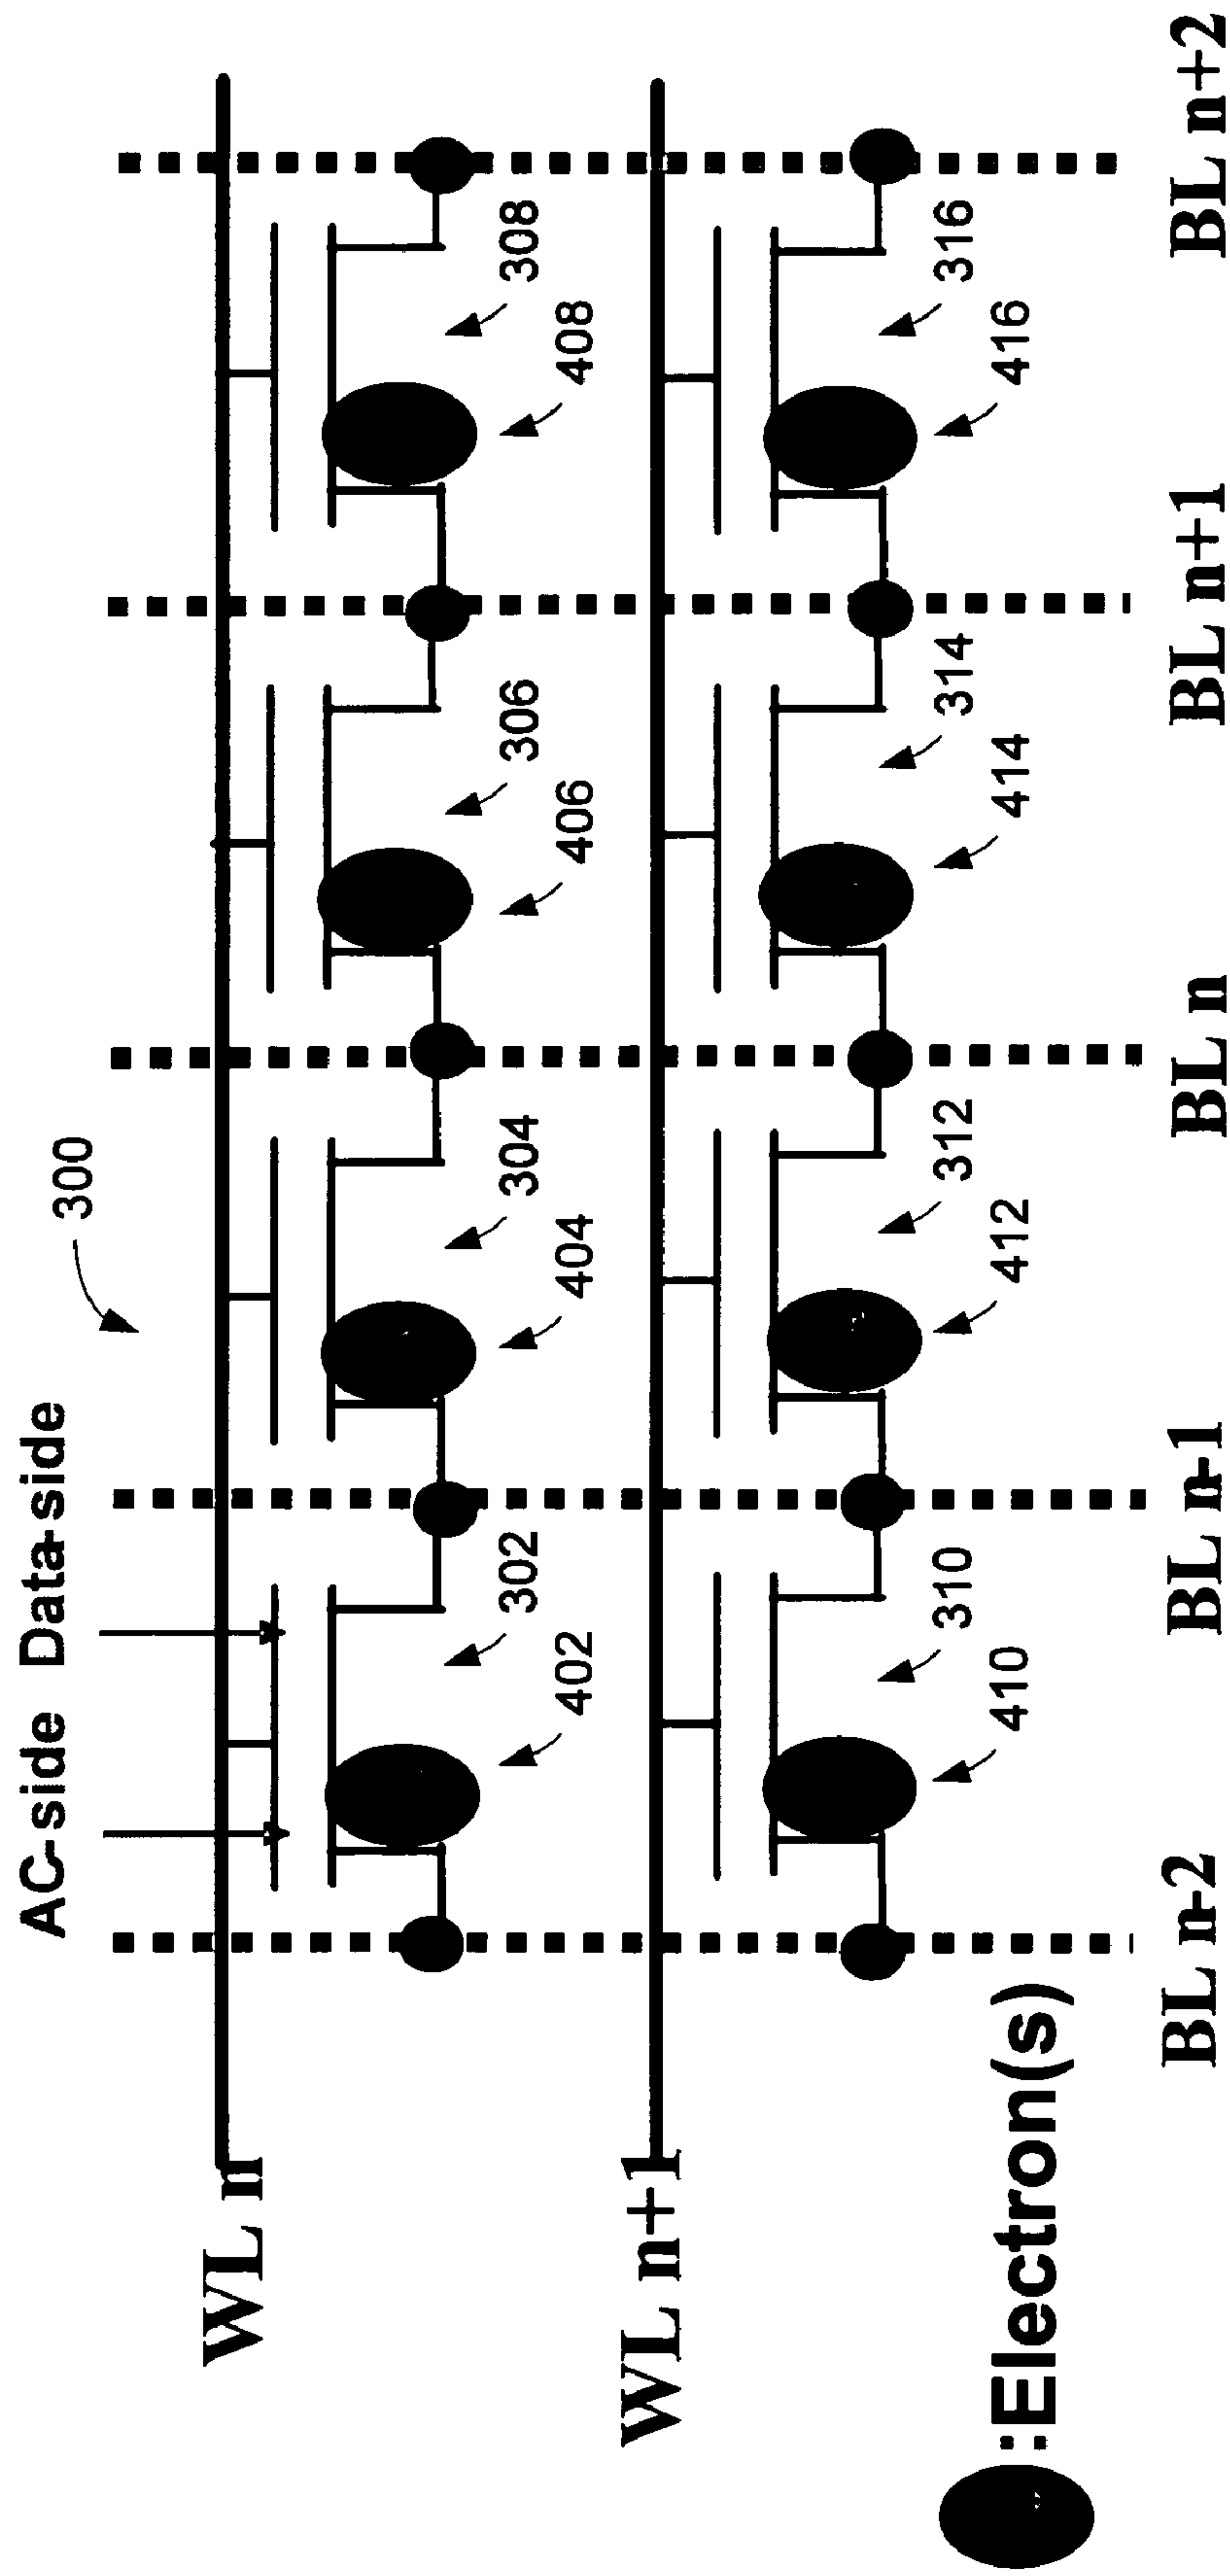 300
AC-side Data-side
WL n
302
304
306
308
402
404
406
408
WL n+1
310
312
314
316
410
412
414
416
:Electron(s)
BL n-2
BL n-1
BL n
BL n+1
BL n+2